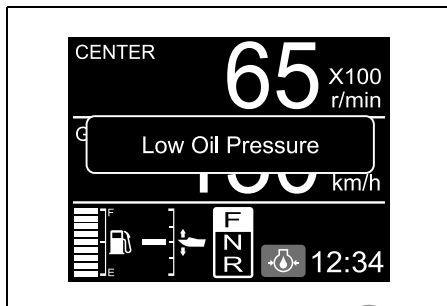 CENTER
65 X100
r/min
G
Low Oil Pressure
km/h
F
E
F
N
R
12:34